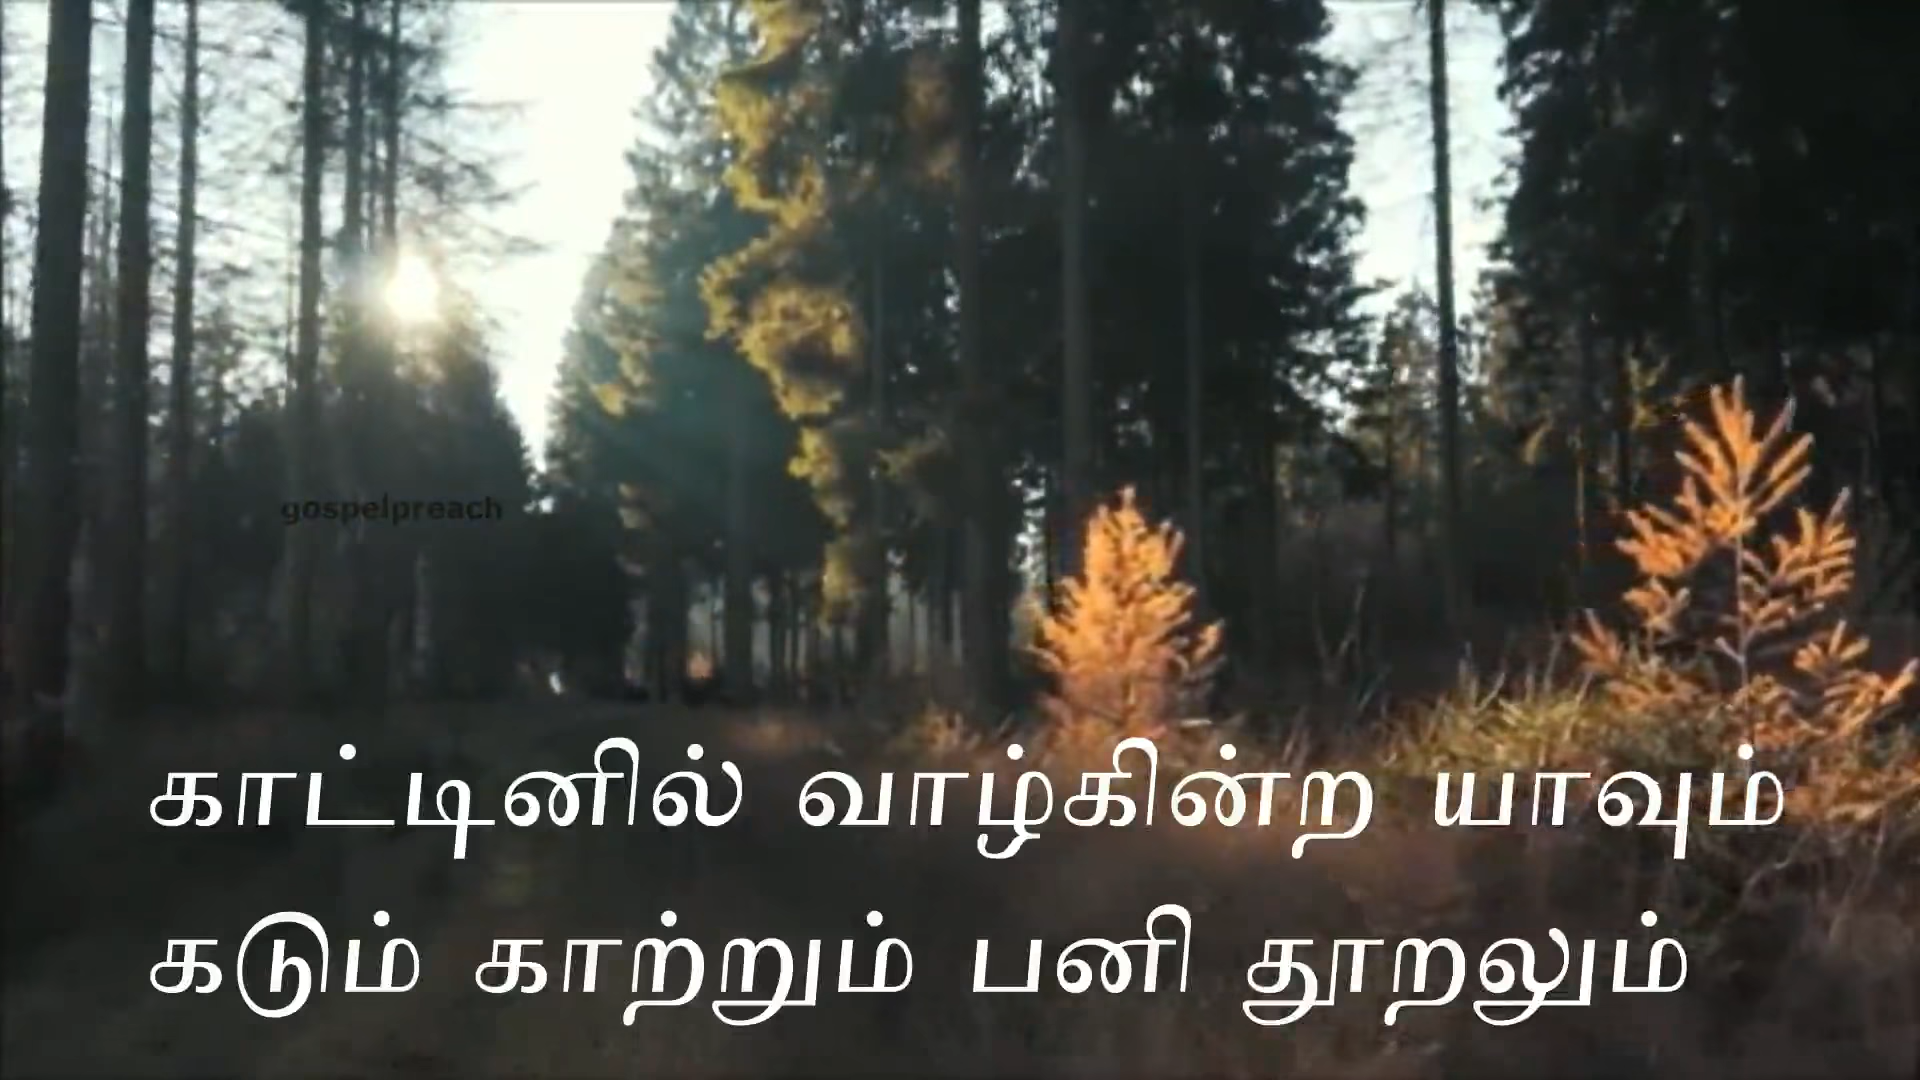 gospelpreach
காட்டினில் வாழ்கின்ற யாவும்
கடும் காற்றும் பனி தூறலும்